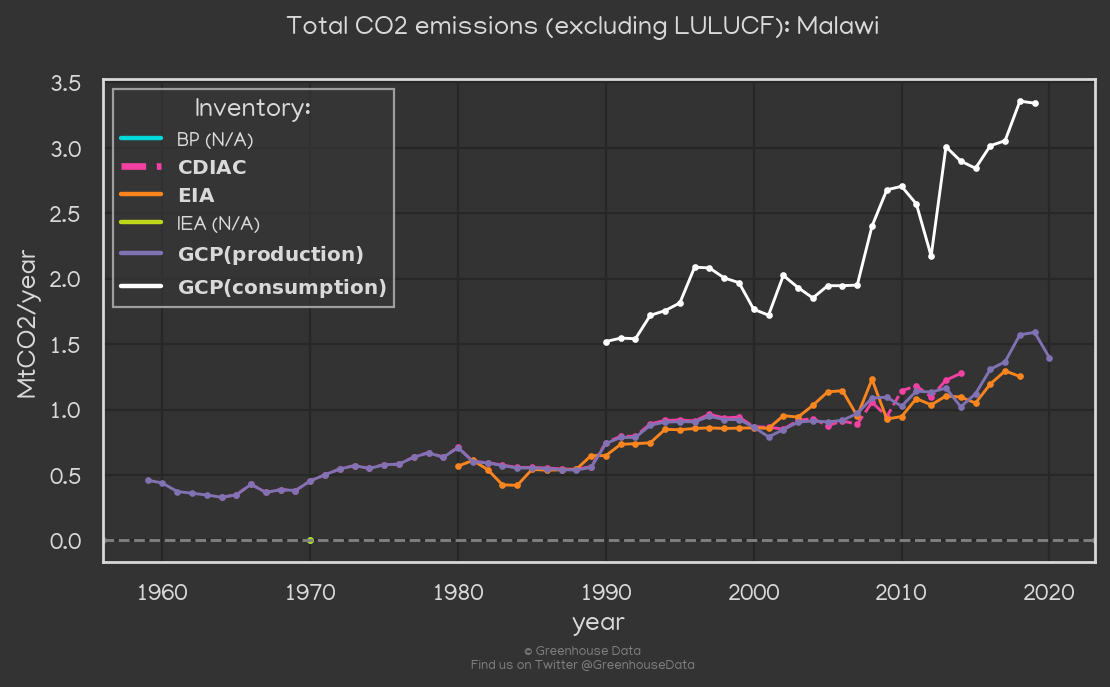 Total CO2 emissions (excluding LULUCF): Malawi
3.5
3.0
2.5
2.0
1.5
1.0
0.5
0.0
MtCO2/year
Inventory:
BP (N/A)
CDIAC
EIA
IEA (N/A)
GCP(production)
GCP(consumption)
1960 1970 1980 1990 2000 2010 2020
year
© Greenhouse Data
Find us on Twitter @GreenhouseData